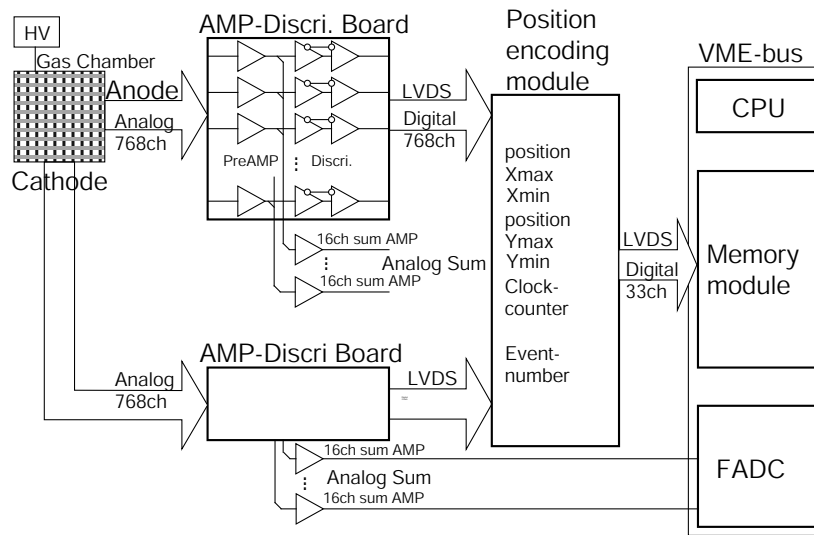 HV
Gas Chamber
Anode
Analog
768ch
Cathode
AMP-Discri. Board
PreAMP
Discri.
16ch sum AMP
Analog Sum
16ch sum AMP
LVDS
Digital
768ch
Position
encoding
module
position
Xmax
Xmin
position
Ymax
Ymin
Clock-
counter
Event-
number
LVDS
Digital
33ch
VME-bus
CPU
Memory
module
FADC
Analog
768ch
AMP-Discri Board
LVDS
16ch sum AMP
Analog Sum
16ch sum AMP